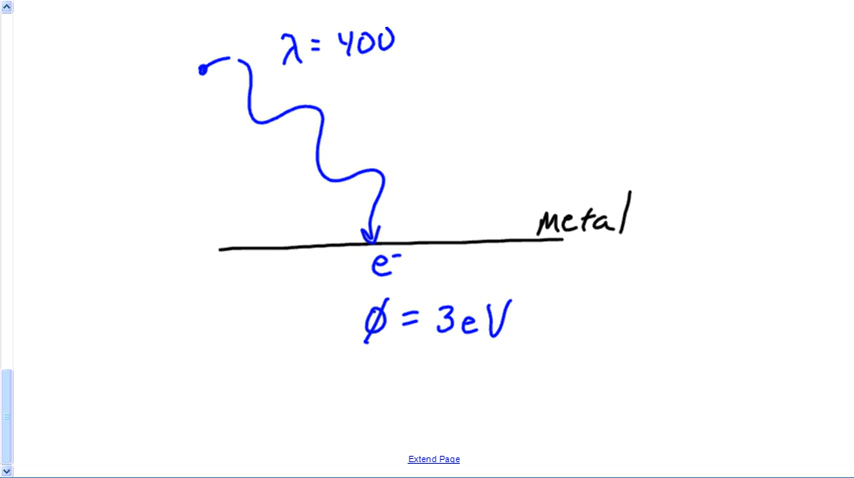 λ = 400
Metal
e⁻
ϕ = 3eV
Extend Page